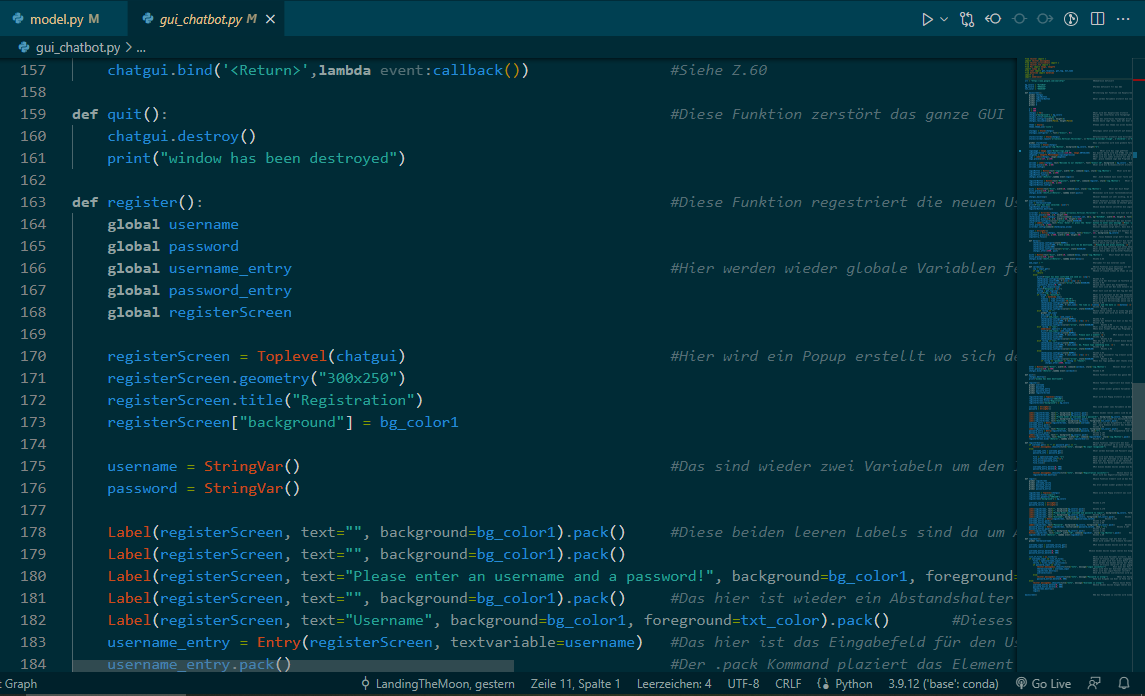 model.py M
gui_chatbot.py M ×
gui_chatbot.py > ...
157 chatgui.bind('<Return>',lambda event:callback()) #Siehe Z.60
158
159 def quit(): #Diese Funktion zerstört das ganze GUI
160 chatgui.destroy()
161 print("window has been destroyed")
162
163 def register(): #Diese Funktion regestriert die neuen
164 global username
165 global password
166 global username_entry #Hier werden wieder globale Variablen
167 global password_entry
168 global registerScreen
169
170 registerScreen = Toplevel(chatgui) #Hier wird ein Popup erstellt wo sich
171 registerScreen.geometry("300x250")
172 registerScreen.title("Registration")
173 registerScreen["background"] = bg_color1
174
175 username = StringVar() #Das sind wieder zwei Variabeln um den
176 password = StringVar()
177
178 Label(registerScreen, text="", background=bg_color1).pack() #Diese beiden leeren Labels sind da um
179 Label(registerScreen, text="", background=bg_color1).pack()
180 Label(registerScreen, text="Please enter an username and a password!", background=bg_color1, foreground=
181 Label(registerScreen, text="", background=bg_color1).pack() #Das hier ist wieder ein Abstandshalter
182 Label(registerScreen, text="Username", background=bg_color1, foreground=txt_color).pack() #Dieses
183 username_entry = Entry(registerScreen, textvariable=username) #Das hier ist das Eingabefeld für den
184 username_entry.pack() #Der .pack Kommand plaziert das Element
Graph LandingTheMoon, gestern Zeile 11, Spalte 1 Leerzeichen: 4 UTF-8 CRLF Python 3.9.12 ('base': conda) Go Live